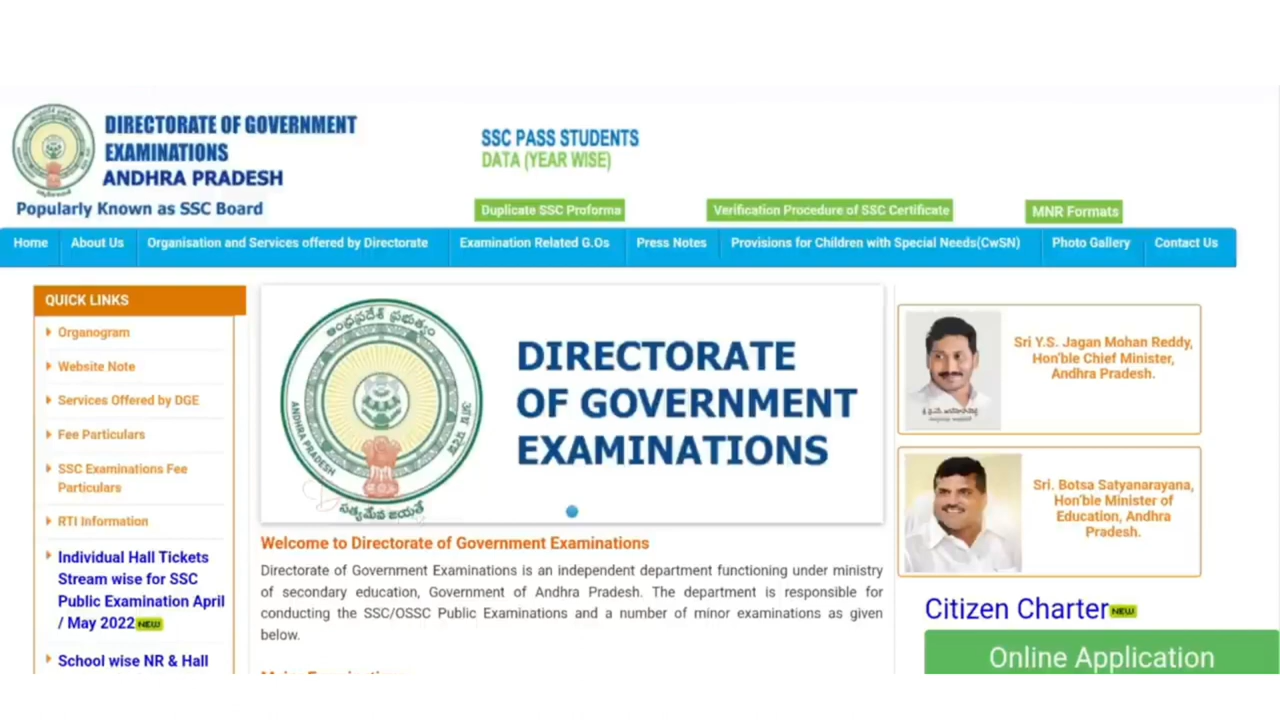 DIRECTORATE OF GOVERNMENT
EXAMINATIONS
ANDHRA PRADESH
Popularly Known as SSC Board
SSC PASS STUDENTS
DATA (YEAR WISE)
Duplicate SSC Proforma
Verification Procedure of SSC Certificate
MNR Formats
Home
About Us
Organisation and Services offered by Directorate
Examination Related G.Os
Press Notes
Provisions for Children with Special Needs(CwSN)
Photo Gallery
Contact Us
QUICK LINKS
Organogram
Website Note
Services Offered by DGE
Fee Particulars
SSC Examinations Fee
Particulars
RTI Information
Individual Hall Tickets
Stream wise for SSC
Public Examination April
/ May 2022 NEW
School wise NR & Hall
ఆంధ్రప్రదేశ్ ప్రభుత్వం
ANDHRA PRADESH
సత్యమేవ జయతే
DIRECTORATE
OF GOVERNMENT
EXAMINATIONS
Welcome to Directorate of Government Examinations
Directorate of Government Examinations is an independent department functioning under ministry
of secondary education, Government of Andhra Pradesh. The department is responsible for
conducting the SSC/OSSC Public Examinations and a number of minor examinations as given
below.
Sri Y.S. Jagan Mohan Reddy,
Hon'ble Chief Minister,
Andhra Pradesh.
Sri. Botsa Satyanarayana,
Hon'ble Minister of
Education, Andhra
Pradesh.
Citizen Charter NEW
Online Application